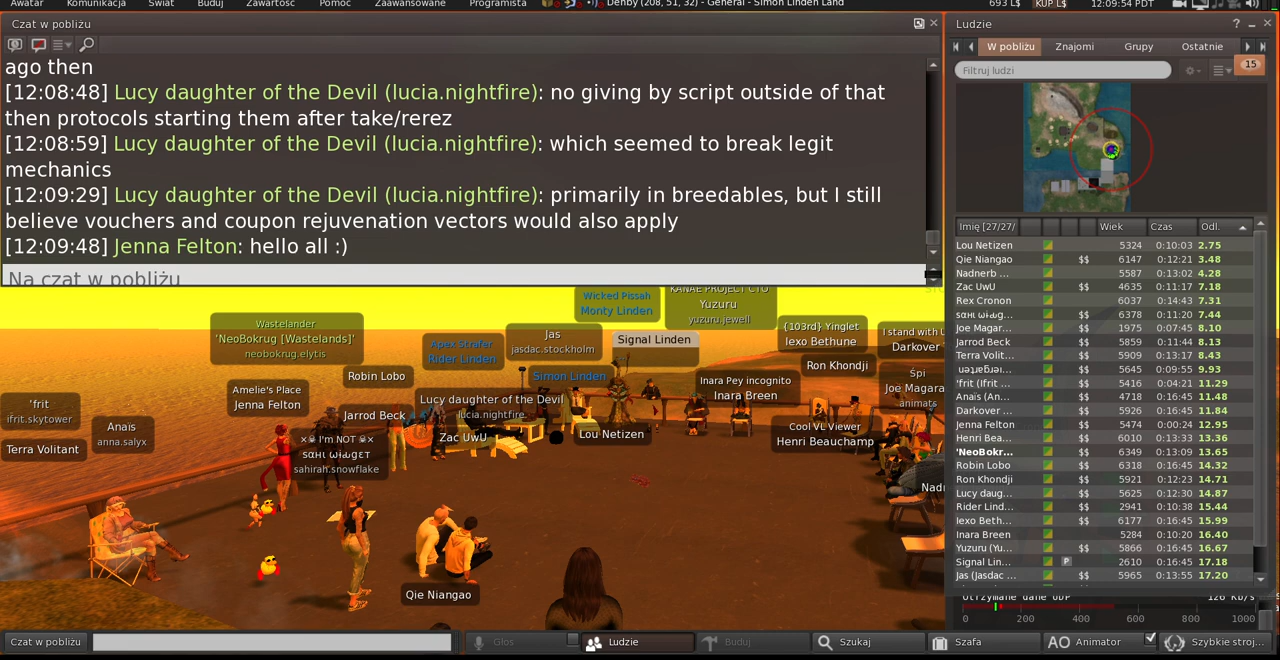 Awatar Komunikacja Świat Buduj Zawartość Pomoc Zaawansowane Programista Denby (208, 51, 32) - General - Simon Linden Land 693 L$ KUP L$ 12:09:54 PDT
Czat w pobliżu
ago then
[12:08:48] Lucy daughter of the Devil (lucia.nightfire): no giving by script outside of that
then protocols starting them after take/rerez
[12:08:59] Lucy daughter of the Devil (lucia.nightfire): which seemed to break legit
mechanics
[12:09:29] Lucy daughter of the Devil (lucia.nightfire): primarily in breedables, but I still
believe vouchers and coupon rejuvenation vectors would also apply
[12:09:48] Jenna Felton: hello all :)
Na czat w pobliżu
Wicked Pissah
Monty Linden
KANAE PROJECT CTO
Yuzuru
yuzuru.jewell
Wastelander
'NeoBokrug [Wastelands]'
neobokrug.elytis
Apex Strafer
Rider Linden
Jas
jasdac.stockholm
Signal Linden
{103rd} Yinglet
Iexo Bethune
I stand with U
Darkover
Simon Linden
Robin Lobo
Ron Khondji
Śpi
Joe Magara
animats
Amelie's Place
Jenna Felton
Inara Pey incognito
Inara Breen
'frit
ifrit.skytower
Lucy daughter of the Devil
lucia.nightfire
Jarrod Beck
Anaïs
anna.salyx
Terra Volitant
Zac UwU
Lou Netizen
Cool VL Viewer
Henri Beauchamp
×☠ I'm NOT ☠×
sahirah.snowflake
Nadr
Qie Niangao
Ludzie
? _ ×
W pobliżu Znajomi Grupy Ostatnie
Filtruj ludzi
15
Imię [27/27/ Wiek Czas Odl.
Lou Netizen 5324 0:10:03 2.75
Qie Niangao $$ 6147 0:12:21 3.48
Nadnerb ... 5587 0:13:02 4.28
Zac UwU $$ 4635 0:11:17 7.18
Rex Cronon 6037 0:14:43 7.31
$$ 6378 0:11:20 7.44
Joe Magar... $$ 1975 0:07:45 8.10
Jarrod Beck $$ 5859 0:11:44 8.13
Terra Volit... $$ 5909 0:13:17 8.43
$$ 5645 0:09:55 9.93
'frit (Ifrit ... $$ 5416 0:04:21 11.29
Anaïs (An... $$ 4718 0:16:45 11.48
Darkover ... $$ 5926 0:16:45 11.84
Jenna Felton $$ 5474 0:00:24 12.95
Henri Bea... $$ 6010 0:13:33 13.36
'NeoBokr... $$ 6349 0:13:09 13.65
Robin Lobo $$ 6318 0:16:45 14.32
Ron Khondji $$ 5921 0:12:23 14.71
Lucy daug... $$ 5625 0:12:30 14.87
Rider Lind... $$ 2941 0:10:38 15.44
Iexo Beth... $$ 6177 0:16:45 15.99
Inara Breen 5284 0:10:20 16.40
Yuzuru (Yu... $$ 5866 0:16:45 16.67
Signal Lin... P 2610 0:16:45 17.18
Jas (Jasdac ... $$ 5965 0:13:55 17.20
Otrzymane dane UDP 126 Kb/s
0 200 400 600 800 1000
Czat w pobliżu Głos Ludzie Buduj Szukaj Szafa AO Animator Szybkie stroj...